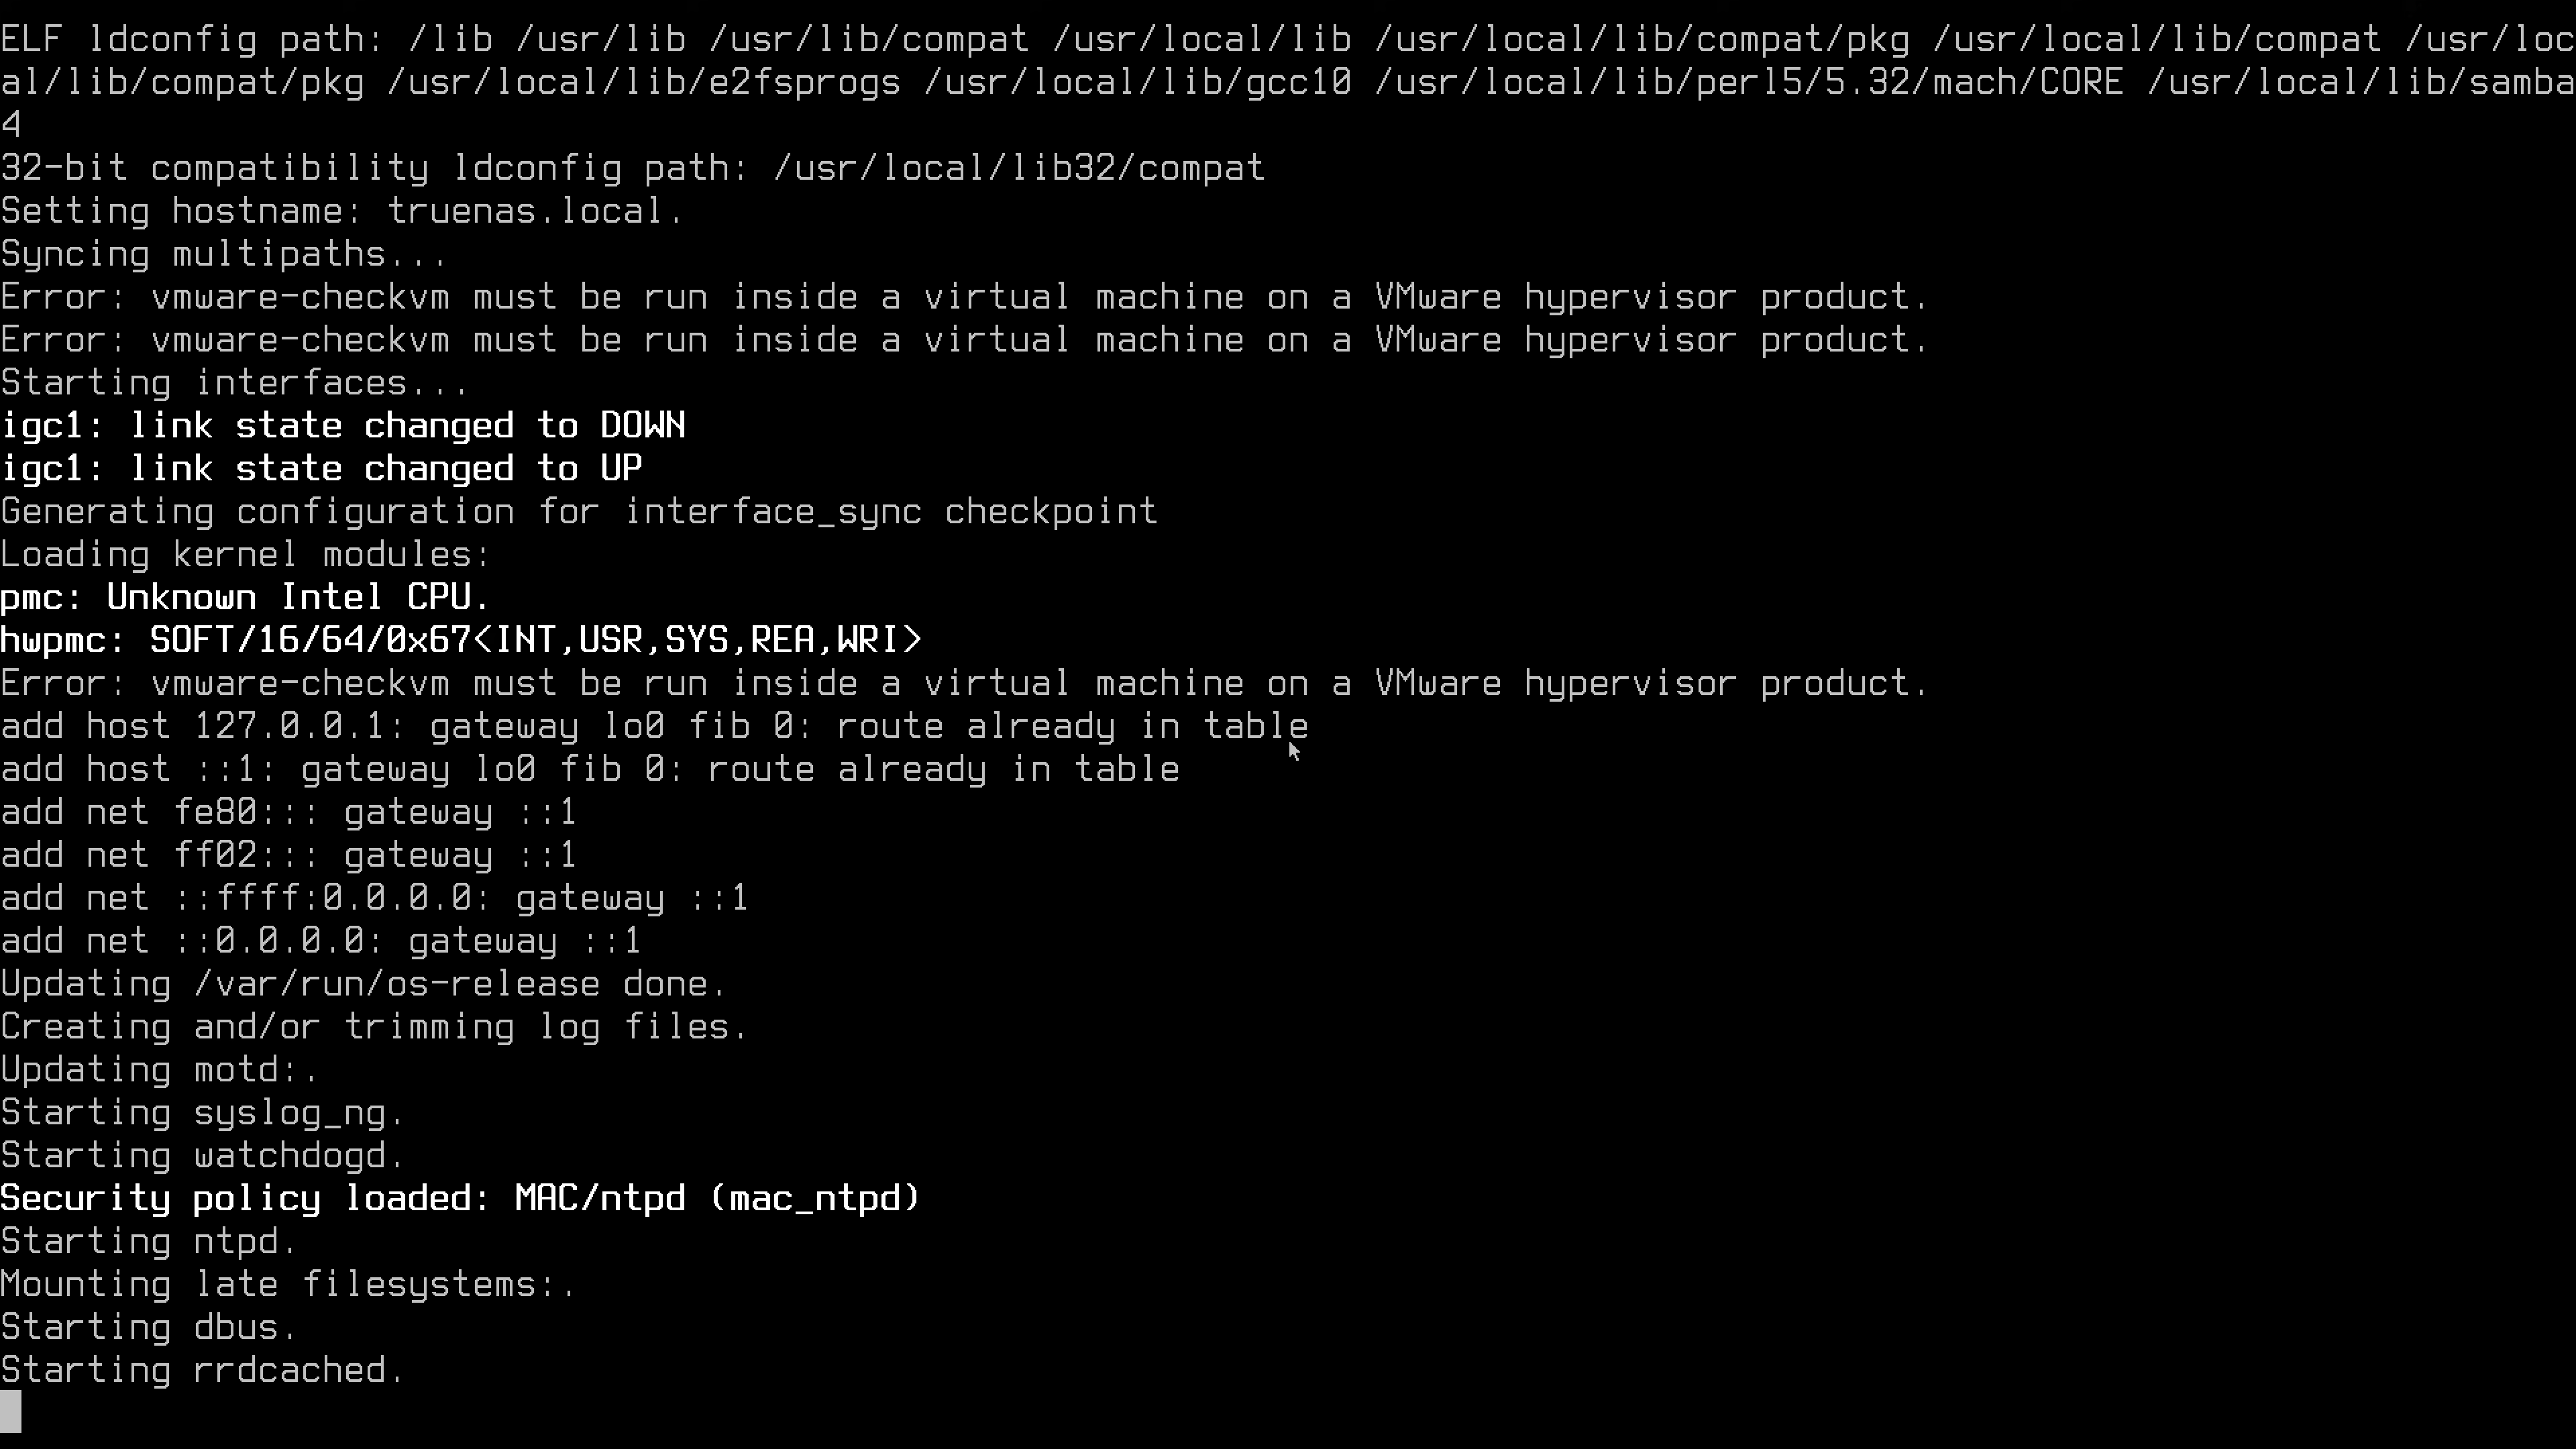 ELF ldconfig path: /lib /usr/lib /usr/lib/compat /usr/local/lib /usr/local/lib/compat/pkg /usr/local/lib/compat /usr/loc
al/lib/compat/pkg /usr/local/lib/e2fsprogs /usr/local/lib/gcc10 /usr/local/lib/perl5/5.32/mach/CORE /usr/local/lib/samba
4
32-bit compatibility ldconfig path: /usr/local/lib32/compat
Setting hostname: truenas.local.
Syncing multipaths...
Error: vmware-checkvm must be run inside a virtual machine on a VMware hypervisor product.
Error: vmware-checkvm must be run inside a virtual machine on a VMware hypervisor product.
Starting interfaces...
igc1: link state changed to DOWN
igc1: link state changed to UP
Generating configuration for interface_sync checkpoint
Loading kernel modules:
pmc: Unknown Intel CPU.
hwpmc: SOFT/16/64/0x67<INT,USR,SYS,REA,WRI>
Error: vmware-checkvm must be run inside a virtual machine on a VMware hypervisor product.
add host 127.0.0.1: gateway lo0 fib 0: route already in table
add host ::1: gateway lo0 fib 0: route already in table
add net fe80::: gateway ::1
add net ff02::: gateway ::1
add net ::ffff:0.0.0.0: gateway ::1
add net ::0.0.0.0: gateway ::1
Updating /var/run/os-release done.
Creating and/or trimming log files.
Updating motd:.
Starting syslog_ng.
Starting watchdogd.
Security policy loaded: MAC/ntpd (mac_ntpd)
Starting ntpd.
Mounting late filesystems:.
Starting dbus.
Starting rrdcached.